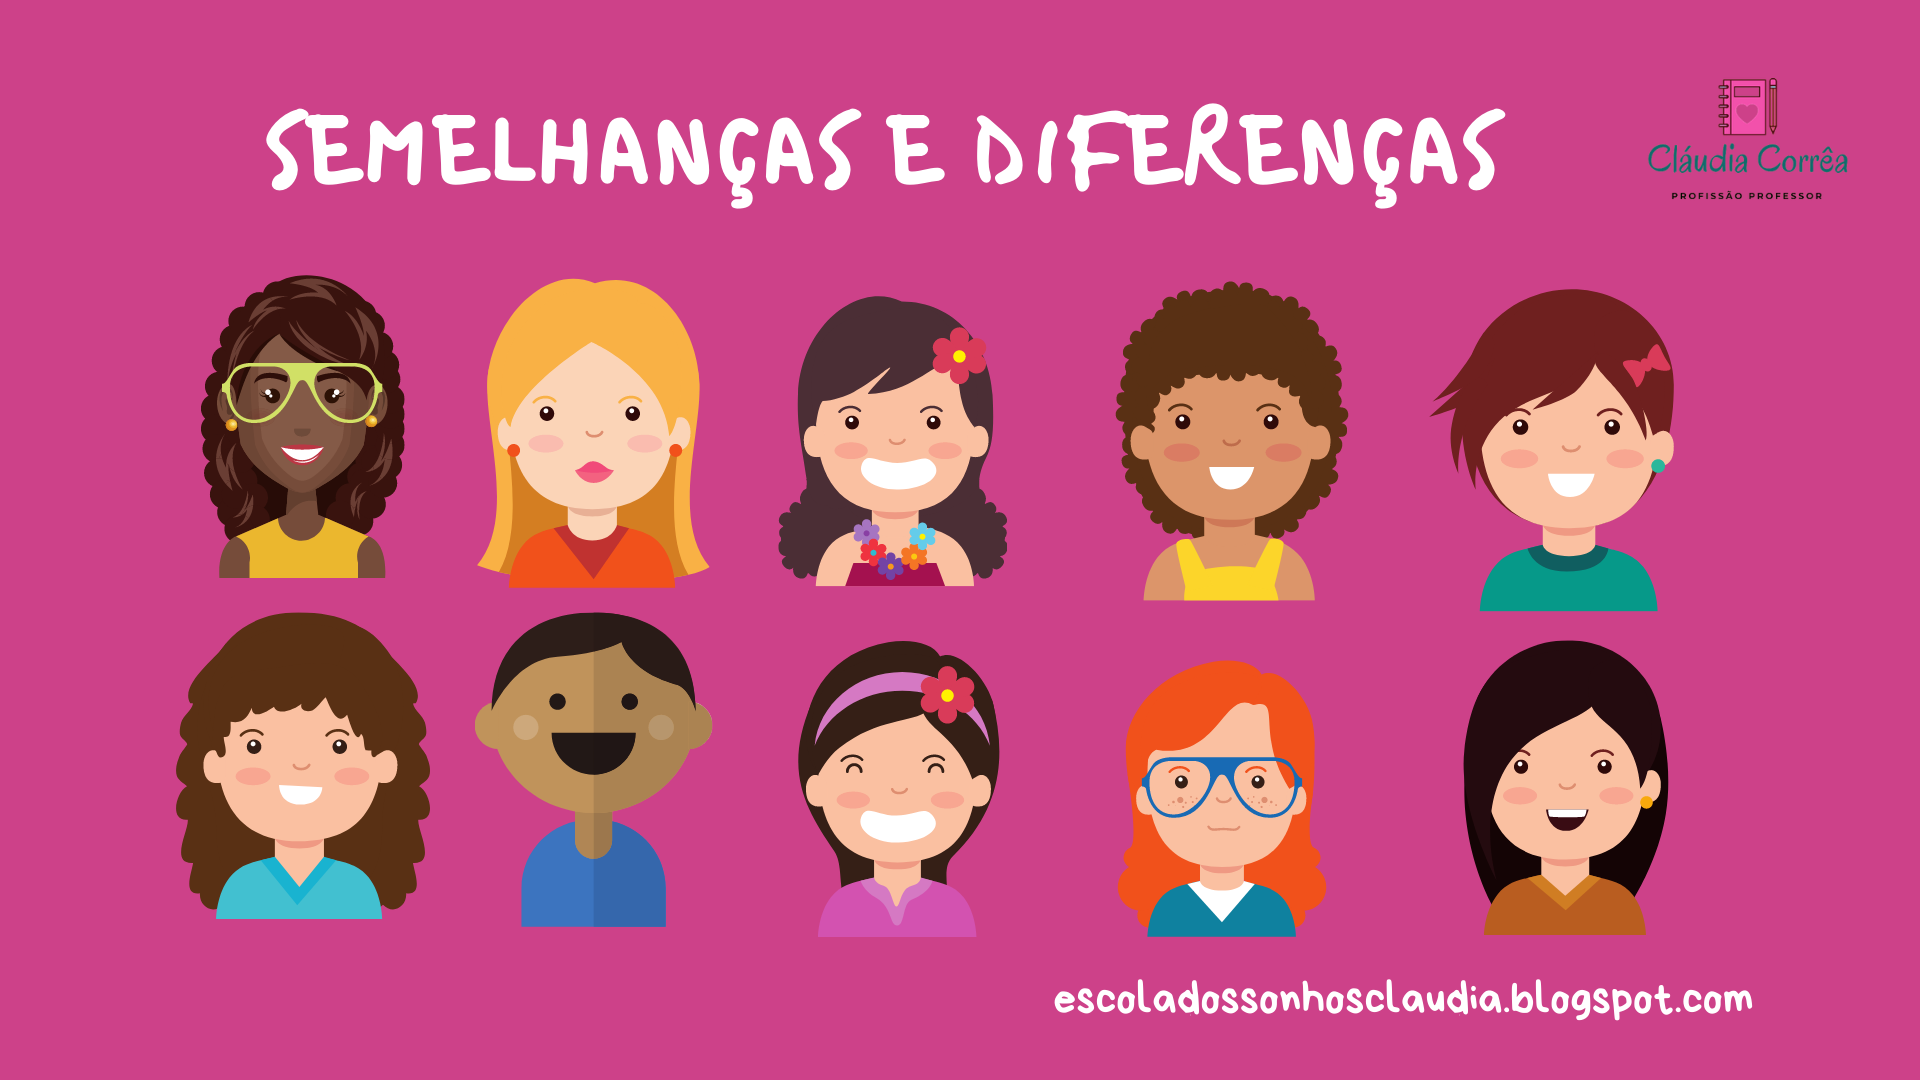 SEMELHANÇAS E DIFERENÇAS
Cláudia Corrêa
PROFISSÃO PROFESSOR
escoladossonhosclaudia.blogspot.com